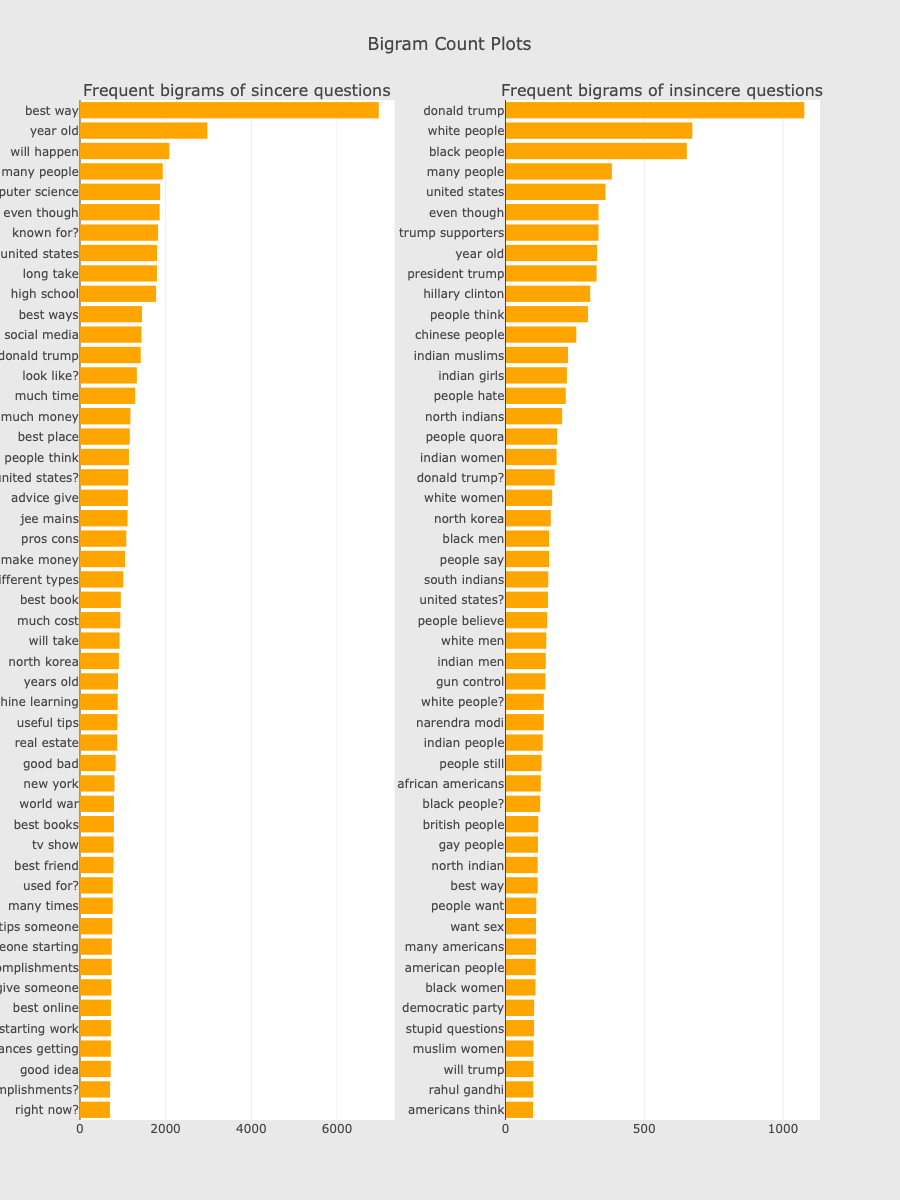 Bigram Count Plots
Frequent bigrams of sincere questions
best way
year old
will happen
many people
puter science
even though
known for?
united states
long take
high school
best ways
social media
donald trump
look like?
much time
much money
best place
people think
united states?
advice give
jee mains
pros cons
make money
ifferent types
best book
much cost
will take
north korea
years old
hine learning
useful tips
real estate
good bad
new york
world war
best books
tv show
best friend
used for?
many times
tips someone
eone starting
omplishments
give someone
best online
starting work
ances getting
good idea
mplishments?
right now?
0 2000 4000 6000
Frequent bigrams of insincere questions
donald trump
white people
black people
many people
united states
even though
trump supporters
year old
president trump
hillary clinton
people think
chinese people
indian muslims
indian girls
people hate
north indians
people quora
indian women
donald trump?
white women
north korea
black men
people say
south indians
united states?
people believe
white men
indian men
gun control
white people?
narendra modi
indian people
people still
african americans
black people?
british people
gay people
north indian
best way
people want
want sex
many americans
american people
black women
democratic party
stupid questions
muslim women
will trump
rahul gandhi
americans think
0 500 1000